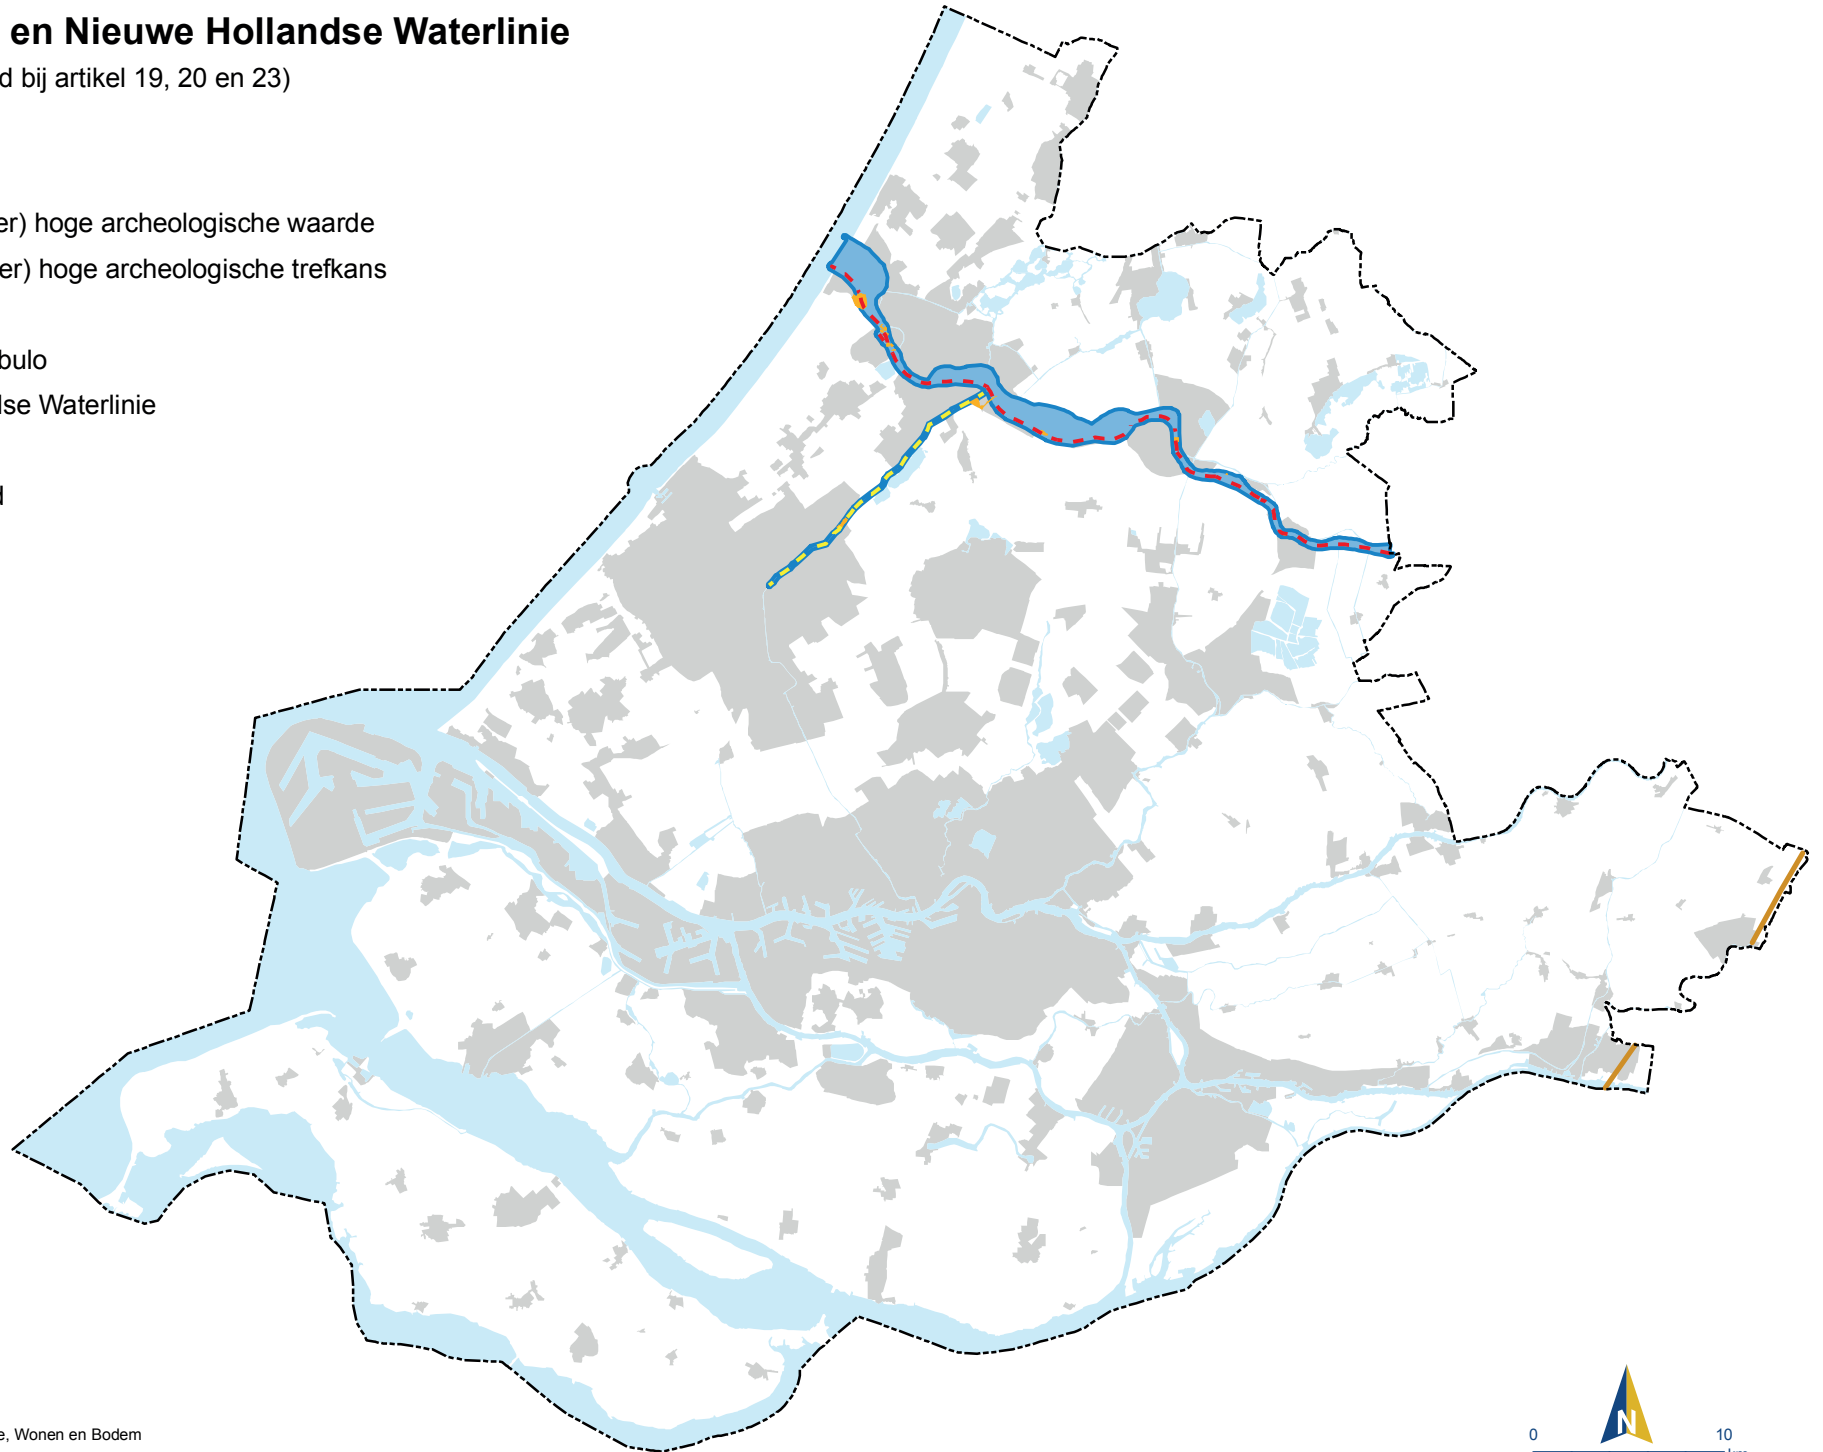 en Nieuwe Hollandse Waterlinie
d bij artikel 19, 20 en 23)
er) hoge archeologische waarde
er) hoge archeologische trefkans
bulo
lse Waterlinie
d
e, Wonen en Bodem
N
0 10
km